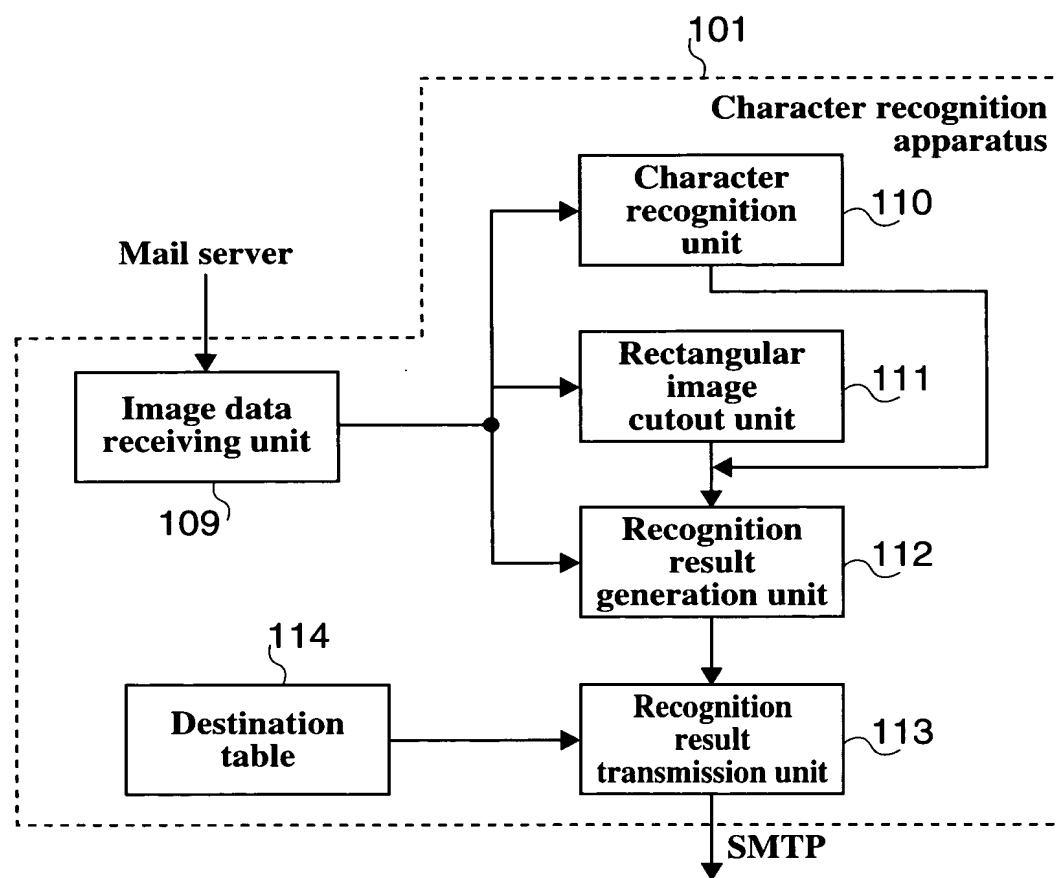 101
Character recognition
apparatus
Character
recognition
unit
110
Mail server
Rectangular
image
cutout unit
111
Image data
receiving unit
109
Recognition
result
generation unit
112
114
Destination
table
Recognition
result
transmission unit
113
SMTP